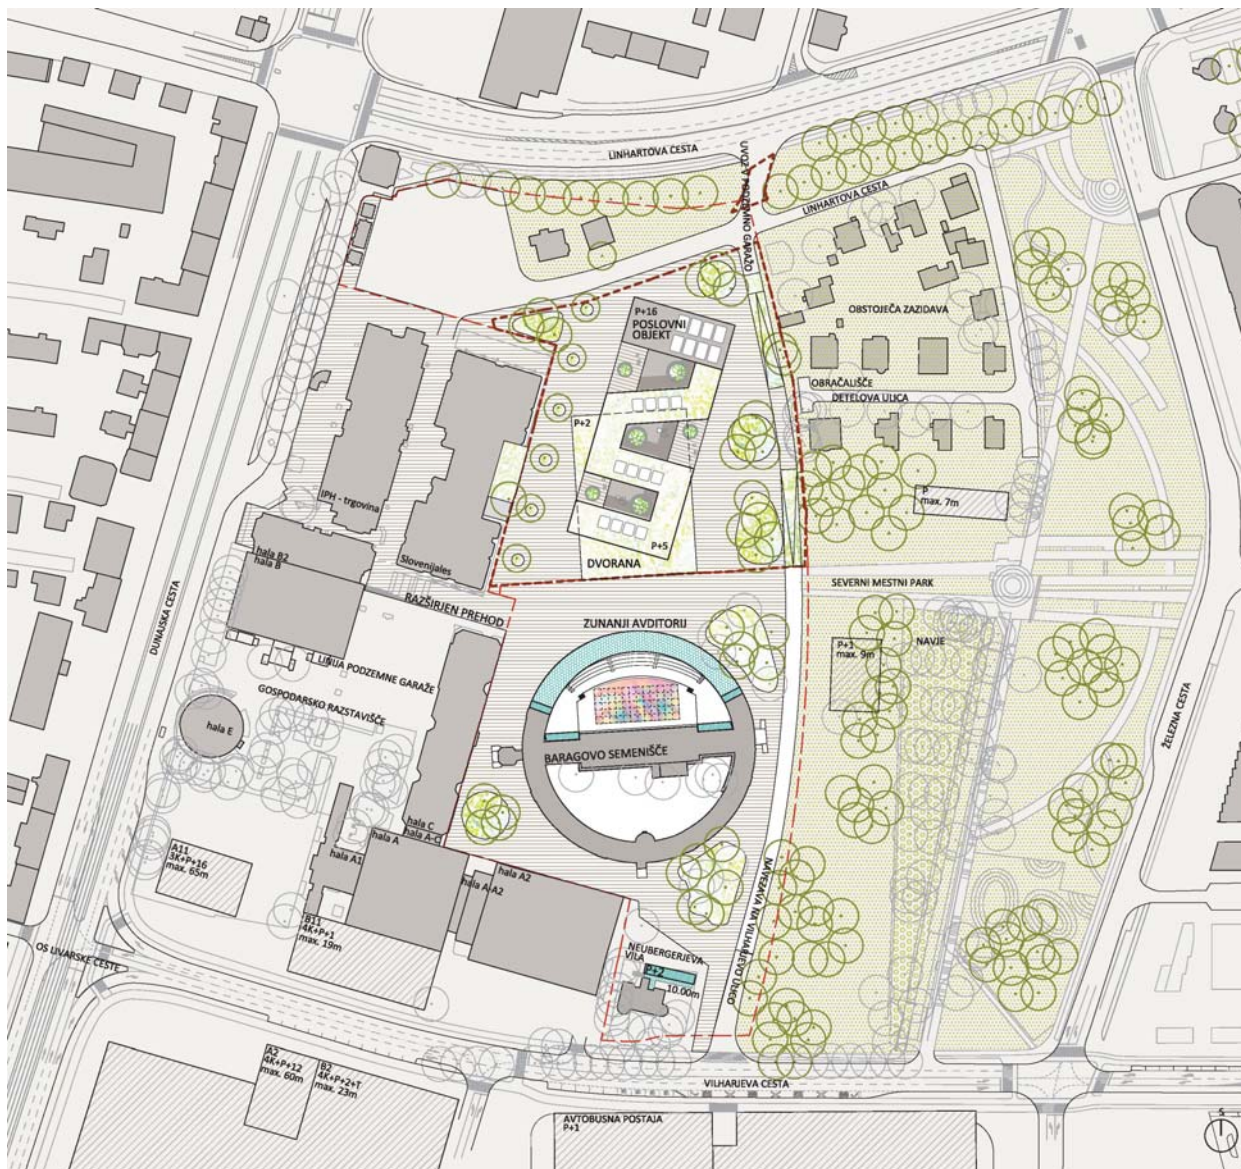 LINHARTOVA CESTA
UVOZ V PODZEMNO GARAŽO
LINHARTOVA CESTA
P+16
POSLOVNI
OBJEKT
OBSTOJEČA ZAZIDAVA
OBRAČALIŠČE
DETELOVA ULICA
P+2
IPH - trgovina
P
max. 7m
hala B2
hala B
Slovenijales
P+5
DVORANA
SEVERNI MESTNI PARK
RAZŠIRJEN PREHOD
DUNAJSKA CESTA
ZUNANJI AVDITORIJ
P+1
max. 9m
NAVJE
LINIJA PODZEMNE GARAŽE
GOSPODARSKO RAZSTAVIŠČE
ŽELEZNA CESTA
hala E
BARAGOVO SEMENIŠČE
hala C
hala A-C
hala A
A11
3K+P+16
max. 65m
hala A1
hala A2
hala A-A2
NAVEZAVA NA VILHARJEVO ULICO
B11
4K+P+1
max. 19m
OS LIVARSKE CESTE
NEUBERGERJEVA
VILA
P+2
10.00m
A2
4K+P+12
max. 60m
B2
4K+P+2+T
max. 23m
VILHARJEVA CESTA
AVTOBUSNA POSTAJA
P+1
S